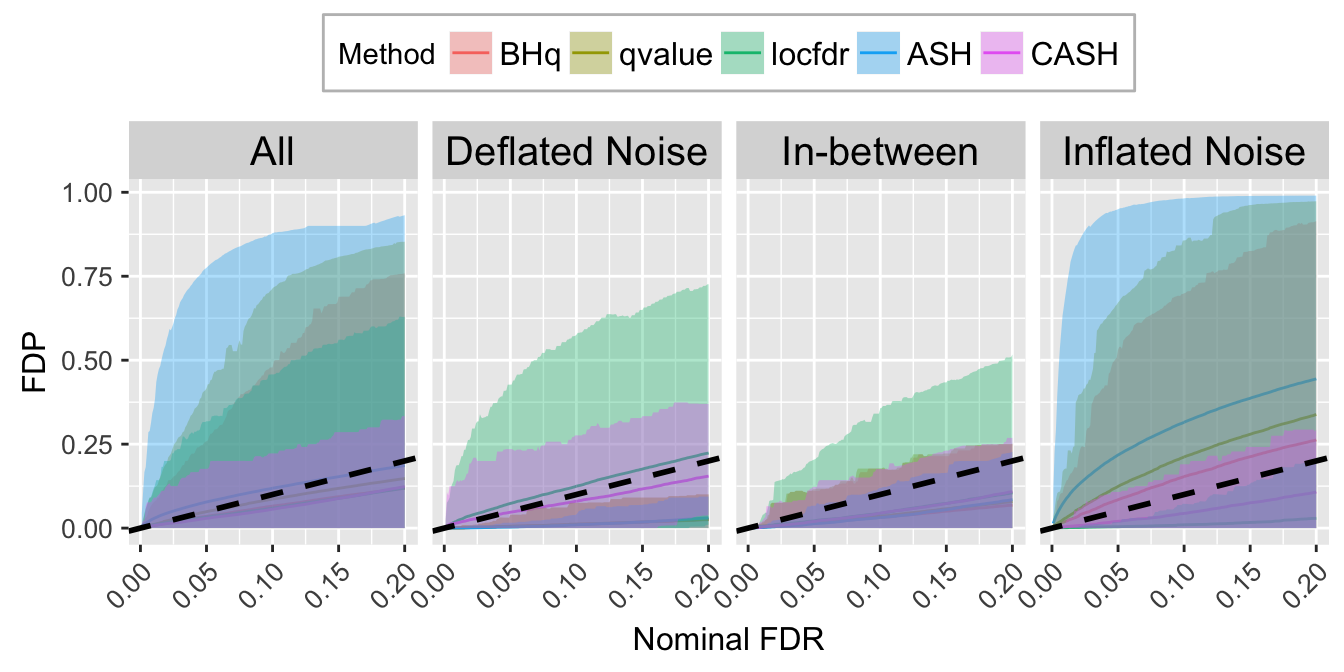 Method BHq qvalue locfdr ASH CASH
All Deflated Noise In-between Inflated Noise
1.00
0.75
0.50
0.25
0.00
FDP
0.00 0.05 0.10 0.15 0.20 0.00 0.05 0.10 0.15 0.20 0.00 0.05 0.10 0.15 0.20 0.00 0.05 0.10 0.15 0.20
Nominal FDR